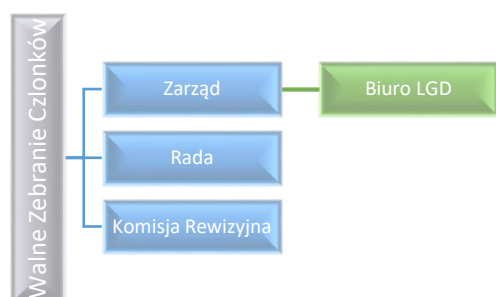 Walne Zebranie Członków
Zarząd
Biuro LGD
Rada
Komisja Rewizyjna